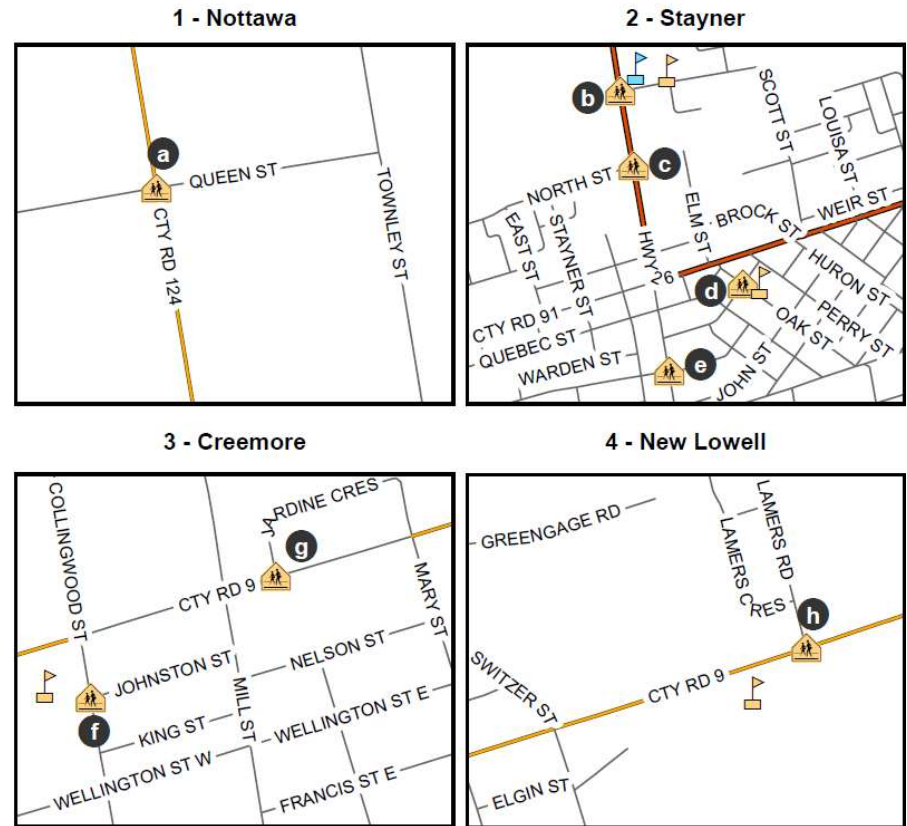 1 - Nottawa
a
QUEEN ST
CTY RD 124
TOWNLEY ST
2 - Stayner
b
c
NORTH ST
EAST ST
STAYNER ST
HWY 26
ELM ST
SCOTT ST
LOUISA ST
BROCK ST
WEIR ST
HURON ST
PERRY ST
OAK ST
d
CTY RD 91
QUEBEC ST
WARDEN ST
e
JOHN ST
3 - Creemore
COLLINGWOOD ST
JARDINE CRES
g
CTY RD 9
MARY ST
JOHNSTON ST
NELSON ST
f
KING ST
MILL ST
WELLINGTON ST E
WELLINGTON ST W
FRANCIS ST E
4 - New Lowell
GREENGAGE RD
LAMERS RD
LAMERS CRES
h
CTY RD 9
SWITZER ST
ELGIN ST